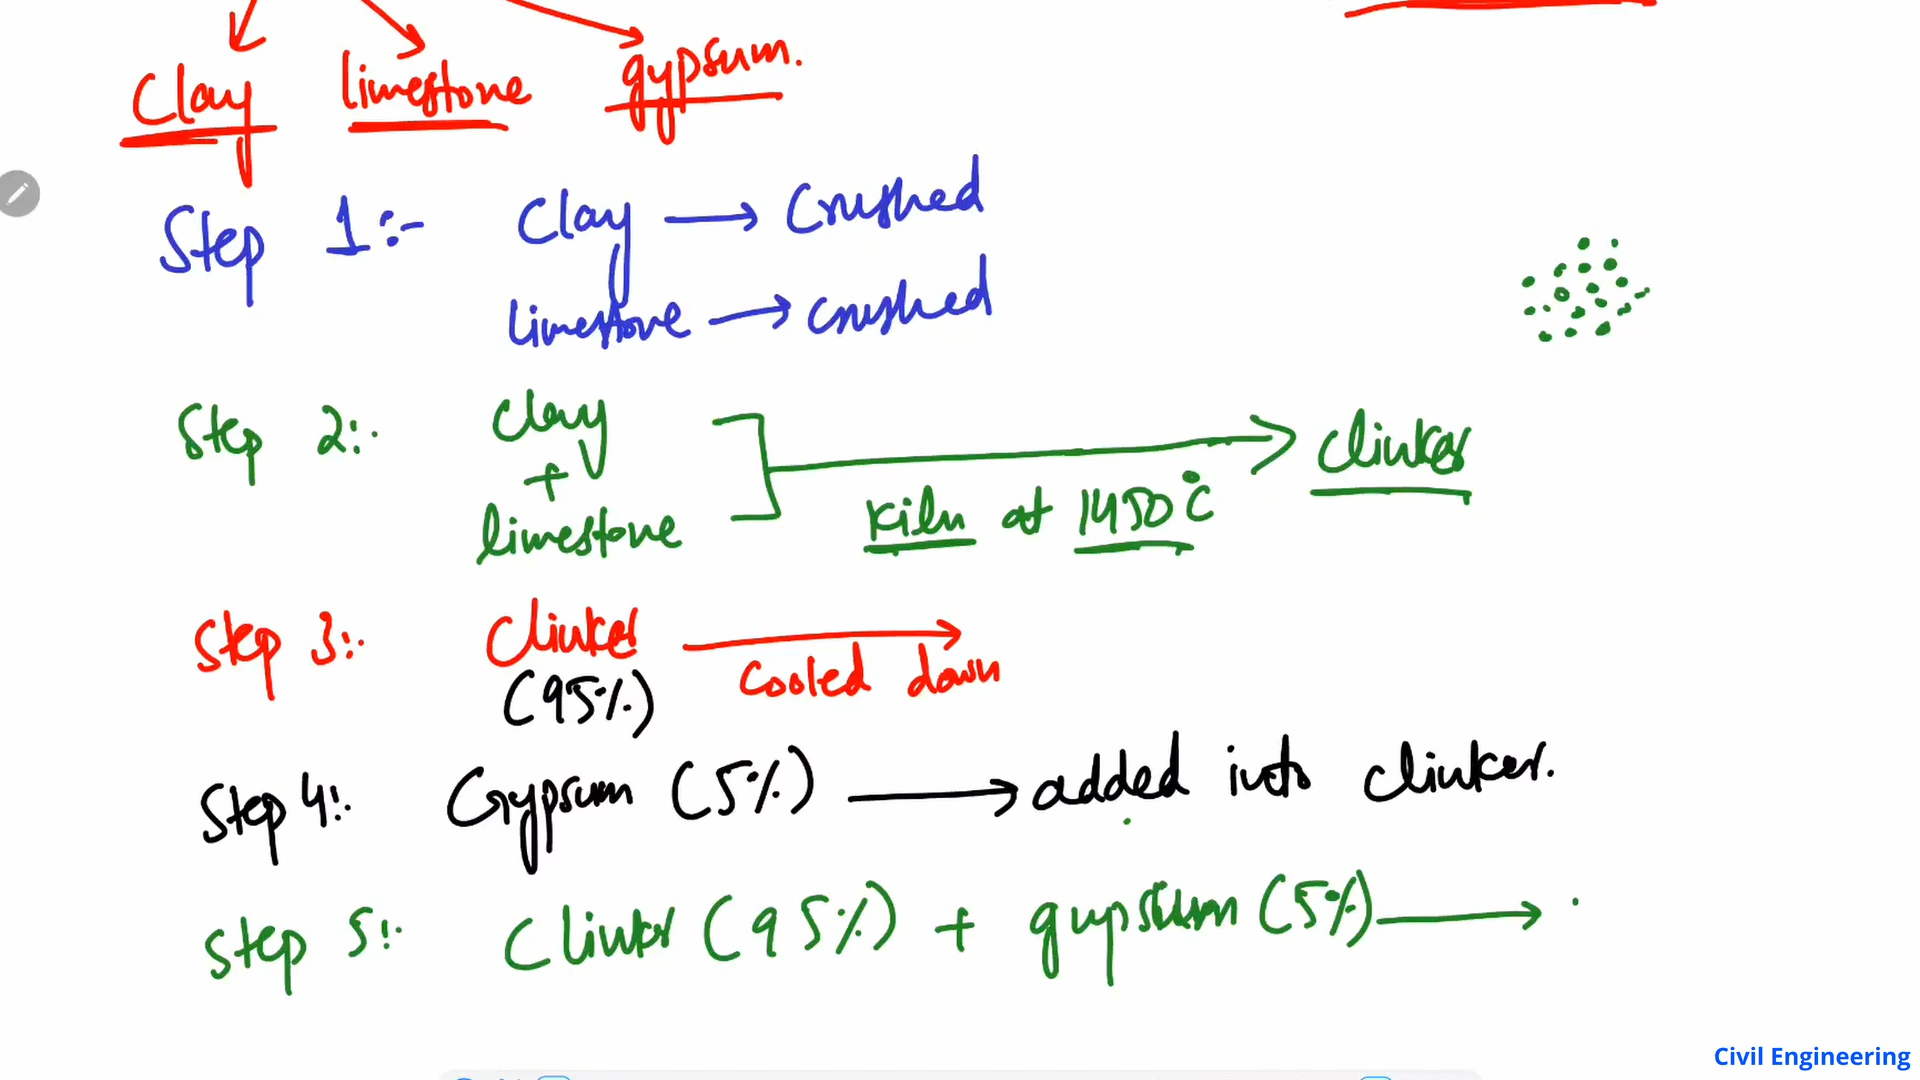 Clay limestone gypsum.
Step 1:- Clay → Crushed
limestone → crushed
Step 2:- Clay
+
limestone
Kiln at 1450°C → Clinker
Step 3:- Clinker → Cooled down
(95%)
Step 4:- Gypsum (5%) → added into clinker.
Step 5:- Clinker (95%) + gypsum (5%) →
Civil Engineering